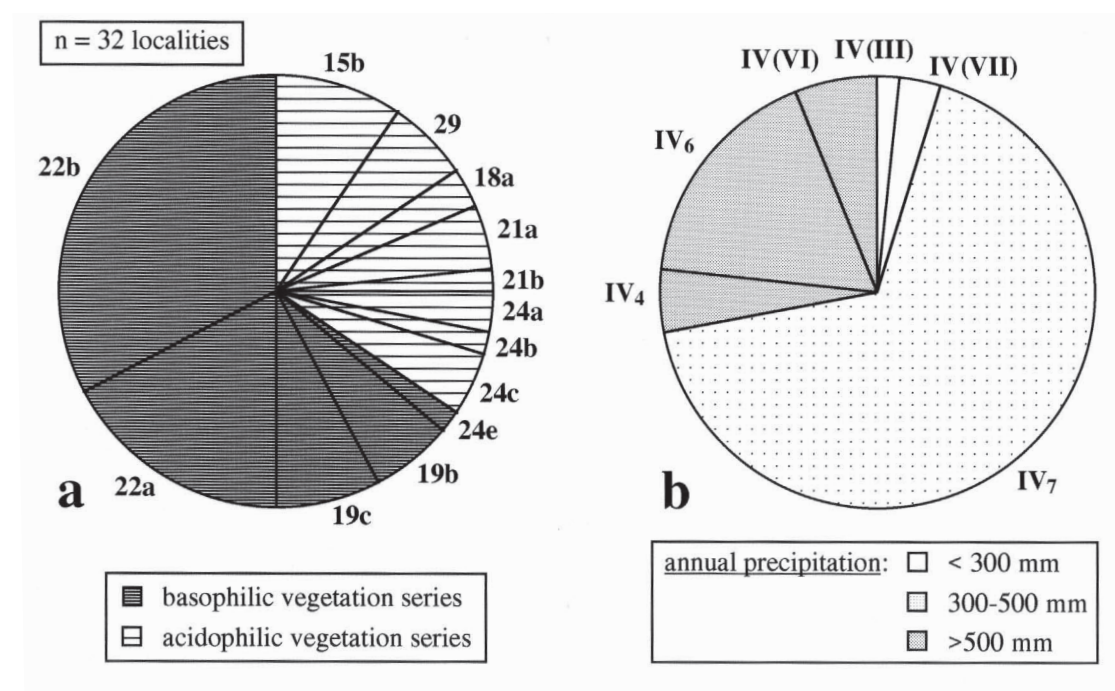 n = 32 localities
15b
29
18a
21a
21b
24a
24b
24c
24e
19b
19c
22a
22b
a
IV(VI)
IV(III)
IV(VII)
IV6
IV4
IV7
b
basophilic vegetation series
acidophilic vegetation series
annual precipitation:
< 300 mm
300-500 mm
>500 mm